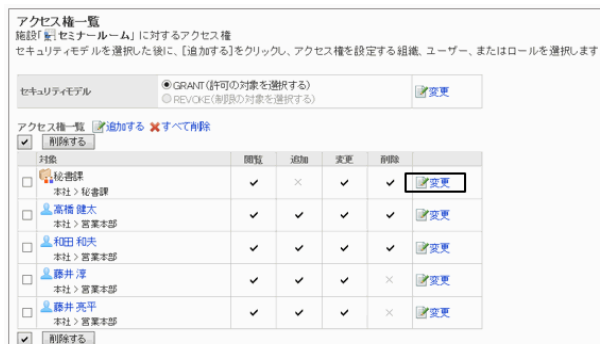 アクセス権一覧
施設「セミナールーム」に対するアクセス権
セキュリティモデルを選択した後に、[追加する]をクリックし、アクセス権を設定する組織、ユーザー、またはロールを選択します
セキュリティモデル
GRANT(許可の対象を選択する)
REVOKE(制限の対象を選択する)
変更
アクセス権一覧 追加する すべて削除
削除する
対象 閲覧 追加 変更 削除
秘書課 変更
本社 > 秘書課
高橋 健太 変更
本社 > 営業本部
和田 和夫 変更
本社 > 営業本部
藤井 淳 変更
本社 > 営業本部
藤井 亮平 変更
本社 > 営業本部
削除する